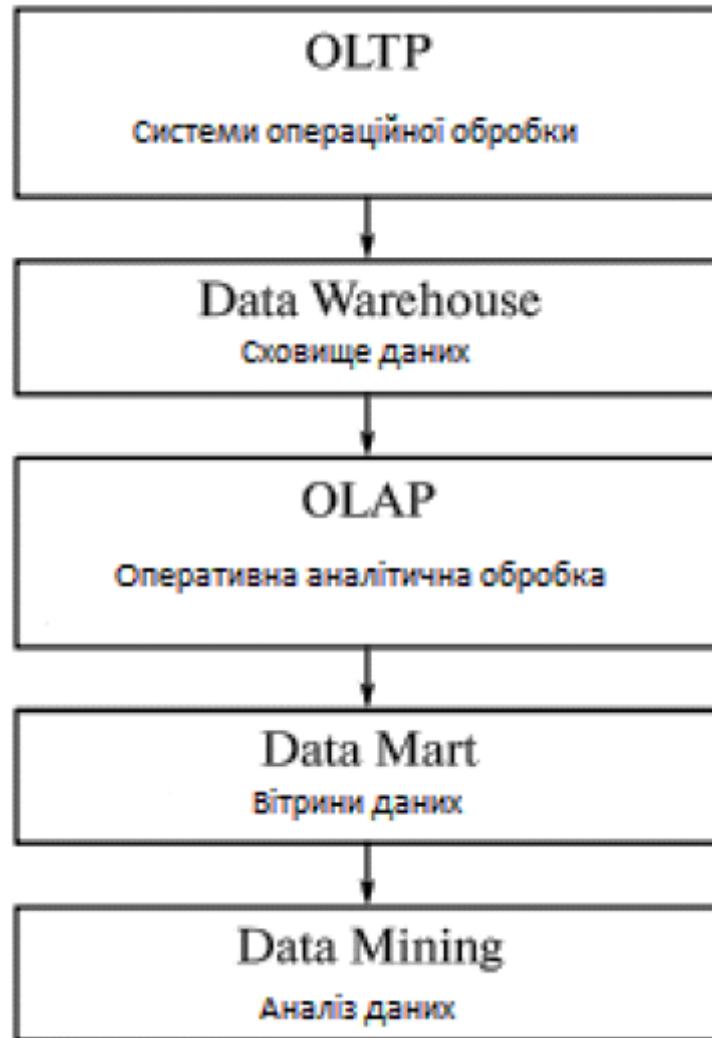 OLTP
Системи операційної обробки
Data Warehouse
Сховище даних
OLAP
Оперативна аналітична обробка
Data Mart
Вітрини даних
Data Mining
Аналіз даних